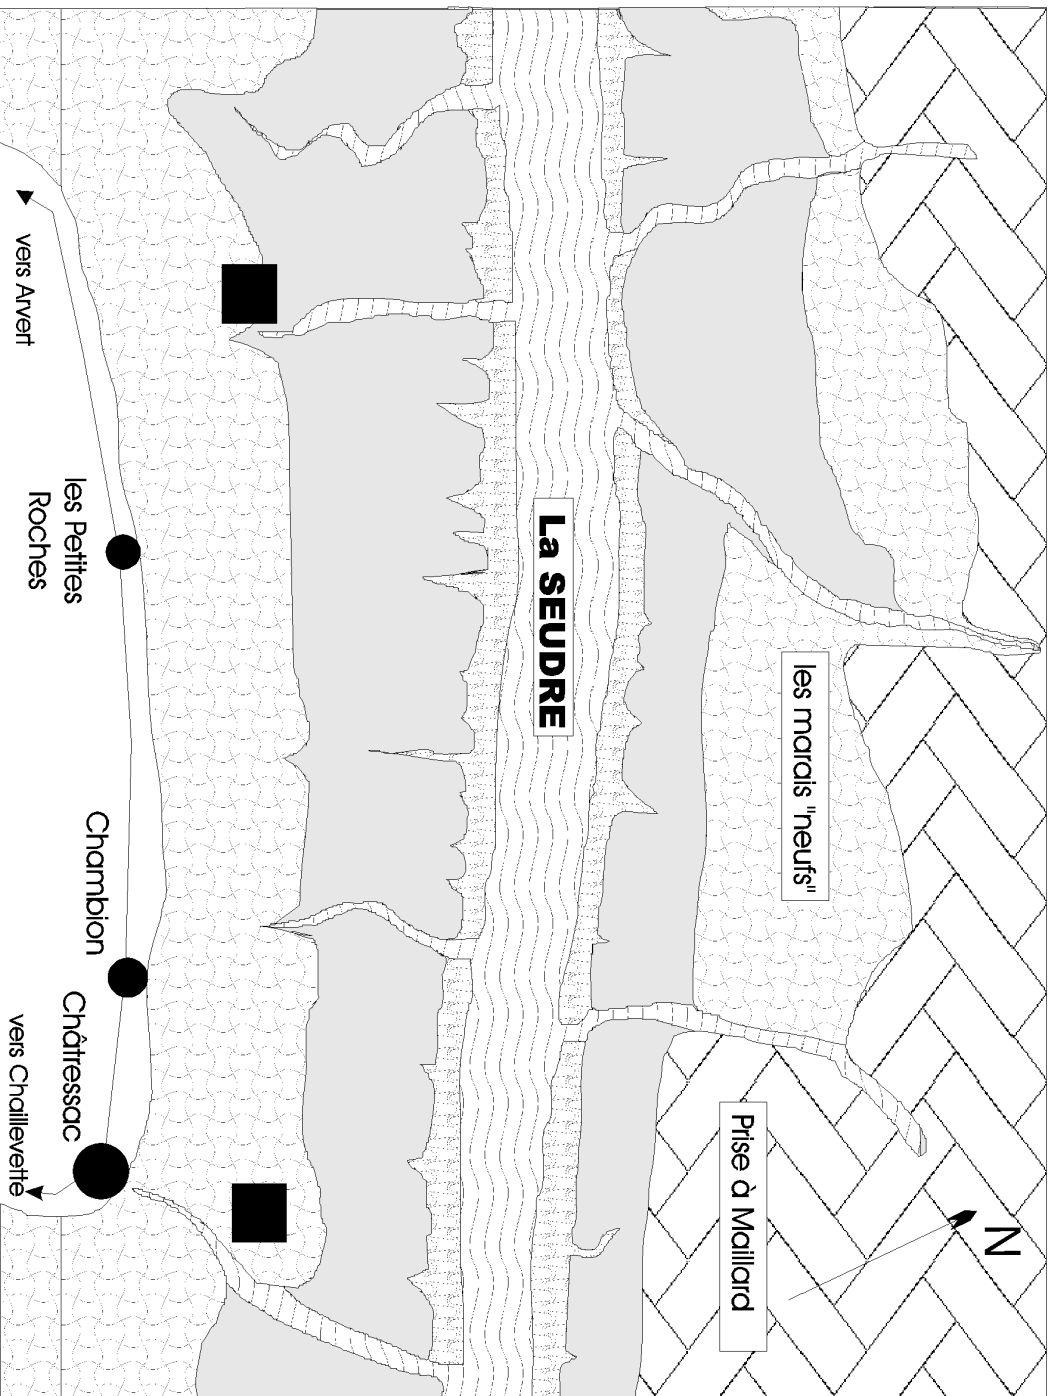 N
Prise à Maillard
les marais "neufs"
La SEUDRE
les Petites
Roches
Chambion
Châtressac
vers Arvert
vers Chaillevette